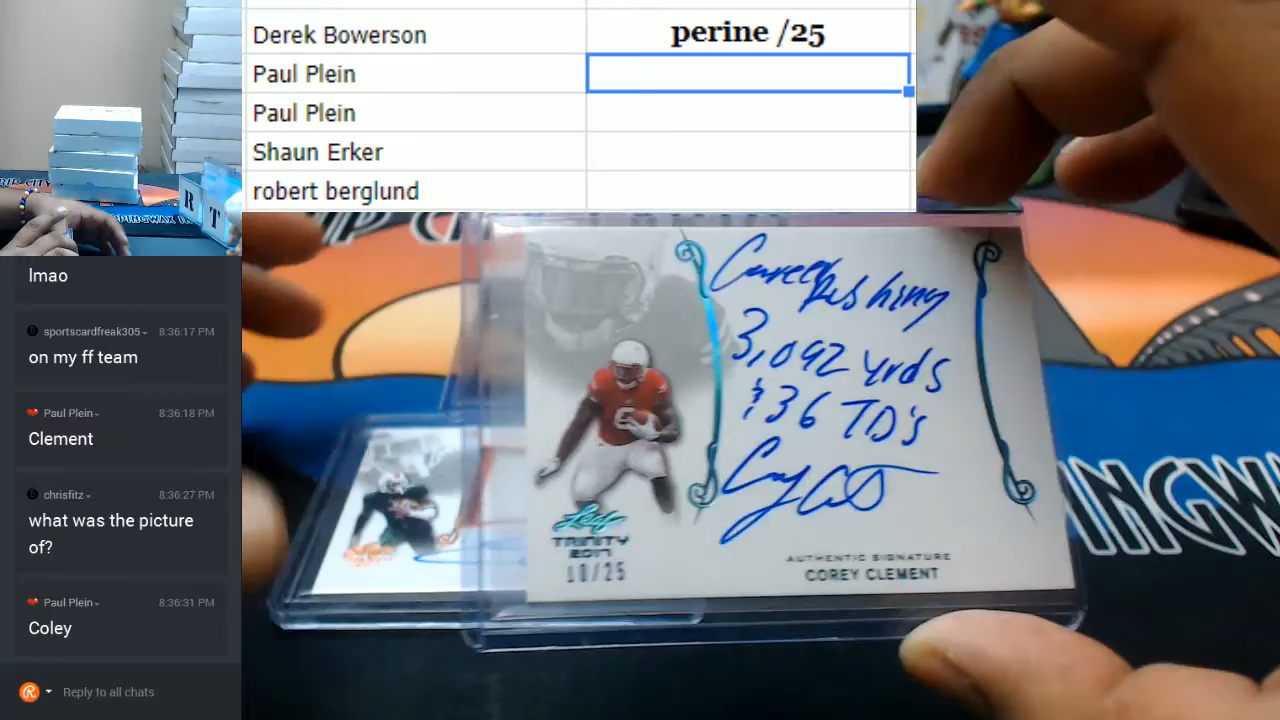 Derek Bowerson
perine /25
Paul Plein
Paul Plein
Shaun Erker
robert berglund
R T
lmao
sportscardfreak305 8:36:17 PM
on my ff team
Paul Plein 8:36:18 PM
Clement
chrisfitz 8:36:27 PM
what was the picture
of?
Paul Plein 8:36:31 PM
Coley
Reply to all chats
Career
Rushing
3,092 yrds
& 36 TD's
Leaf
TRINITY
2017
10/25
AUTHENTIC SIGNATURE
COREY CLEMENT